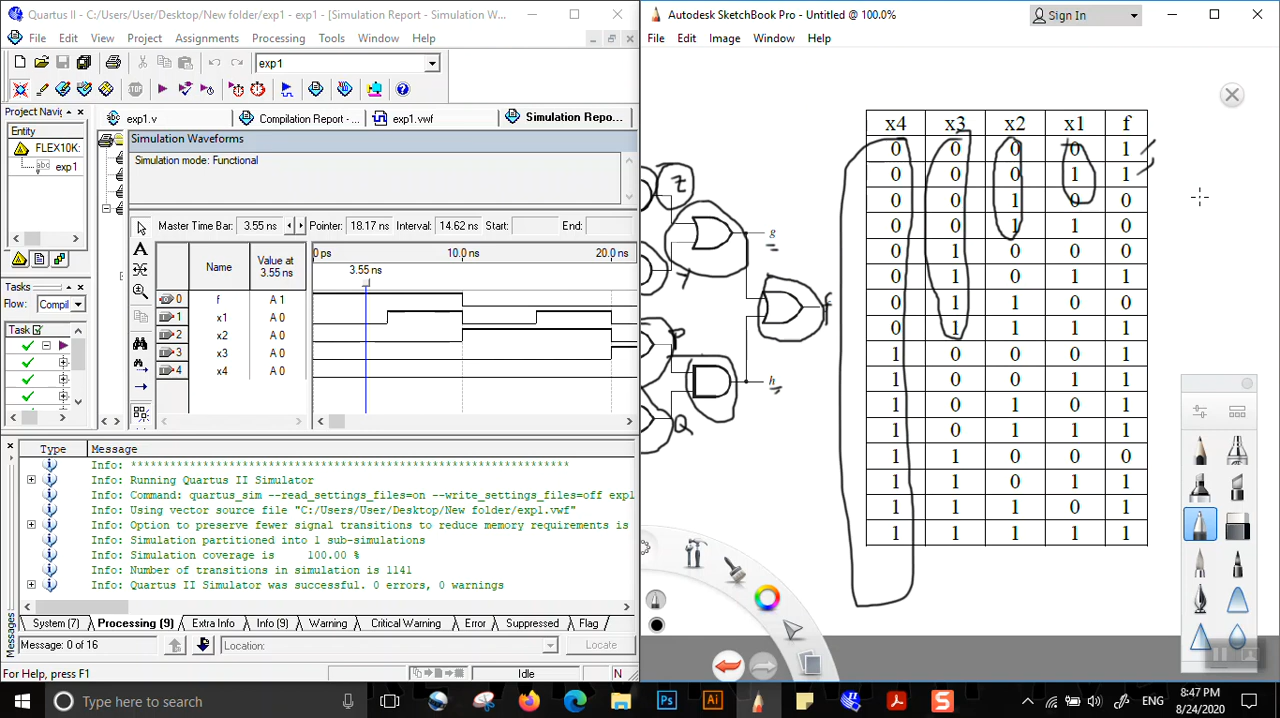 Quartus II - C:/Users/User/Desktop/New folder/exp1 - exp1 - [Simulation Report - Simulation W...
File Edit View Project Assignments Processing Tools Window Help
exp1
Project Navig
Entity
FLEX10K:
exp1
Tasks
Flow: Compil
Task
exp1.v
Compilation Report - ...
exp1.vwf
Simulation Repo...
Simulation Waveforms
Simulation mode: Functional
Master Time Bar: 3.55 ns Pointer: 18.17 ns Interval: 14.62 ns Start: End:
Name
Value at
3.55 ns
0 ps 10.0 ns 20.0 ns
3.55 ns
0 f A 1
1 x1 A 0
2 x2 A 0
3 x3 A 0
4 x4 A 0
Messages
Type Message
Info: *****************************************************************
Info: Running Quartus II Simulator
Info: Command: quartus_sim --read_settings_files=on --write_settings_files=off exp1
Info: Using vector source file "C:/Users/User/Desktop/New folder/exp1.vwf"
Info: Option to preserve fewer signal transitions to reduce memory requirements is
Info: Simulation partitioned into 1 sub-simulations
Info: Simulation coverage is 100.00 %
Info: Number of transitions in simulation is 1141
Info: Quartus II Simulator was successful. 0 errors, 0 warnings
System (7) Processing (9) Extra Info Info (9) Warning Critical Warning Error Suppressed Flag
Message: 0 of 16
Location:
Locate
For Help, press F1
Idle
N
Autodesk SketchBook Pro - Untitled @ 100.0%
Sign In
File Edit Image Window Help
Z
g
Y
f
P
h
Q
x4 x3 x2 x1 f
0 0 0 0 1
0 0 0 1 1
0 0 1 0 0
0 0 1 1 0
0 1 0 0 0
0 1 0 1 1
0 1 1 0 0
0 1 1 1 1
1 0 0 0 1
1 0 0 1 1
1 0 1 0 1
1 0 1 1 1
1 1 0 0 0
1 1 0 1 1
1 1 1 0 1
1 1 1 1 1
Type here to search
Ps
Ai
S
ENG
8:47 PM
8/24/2020